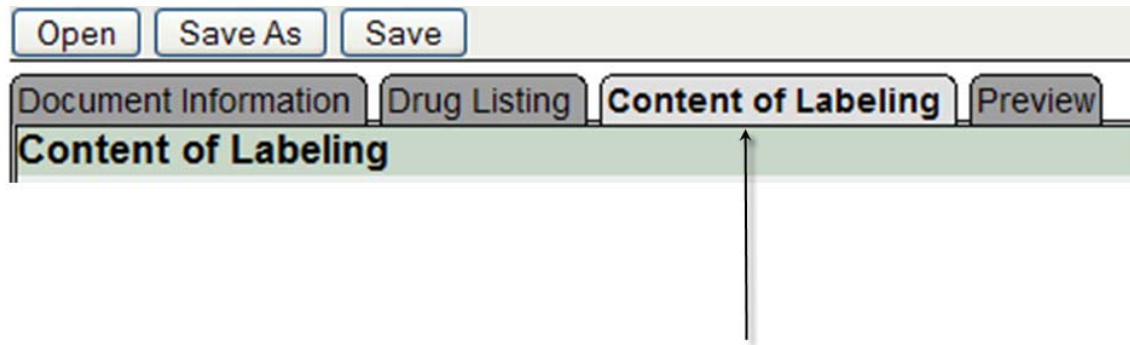 Open Save As Save
Document Information Drug Listing Content of Labeling Preview
Content of Labeling